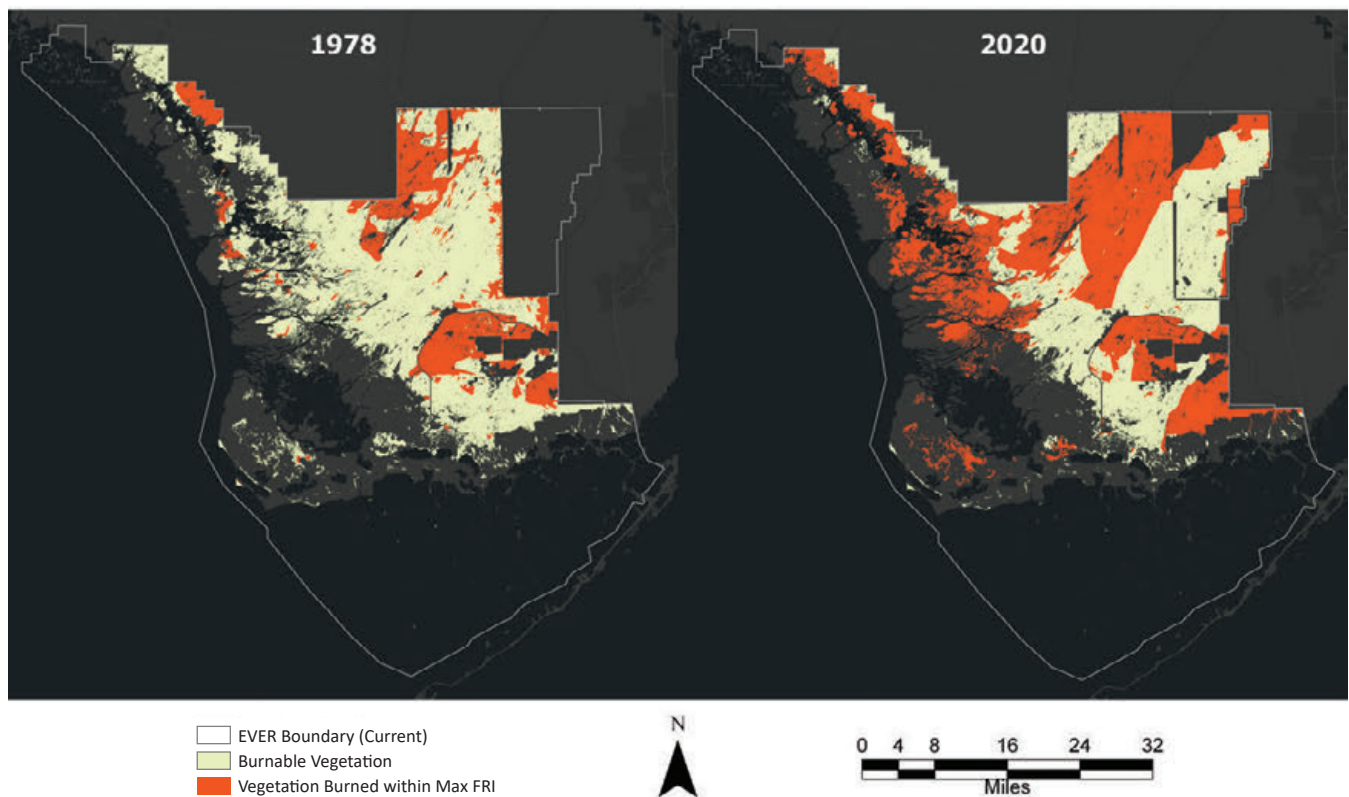 1978
2020
EVER Boundary (Current)
Burnable Vegetation
Vegetation Burned within Max FRI
N
0 4 8 16 24 32
Miles